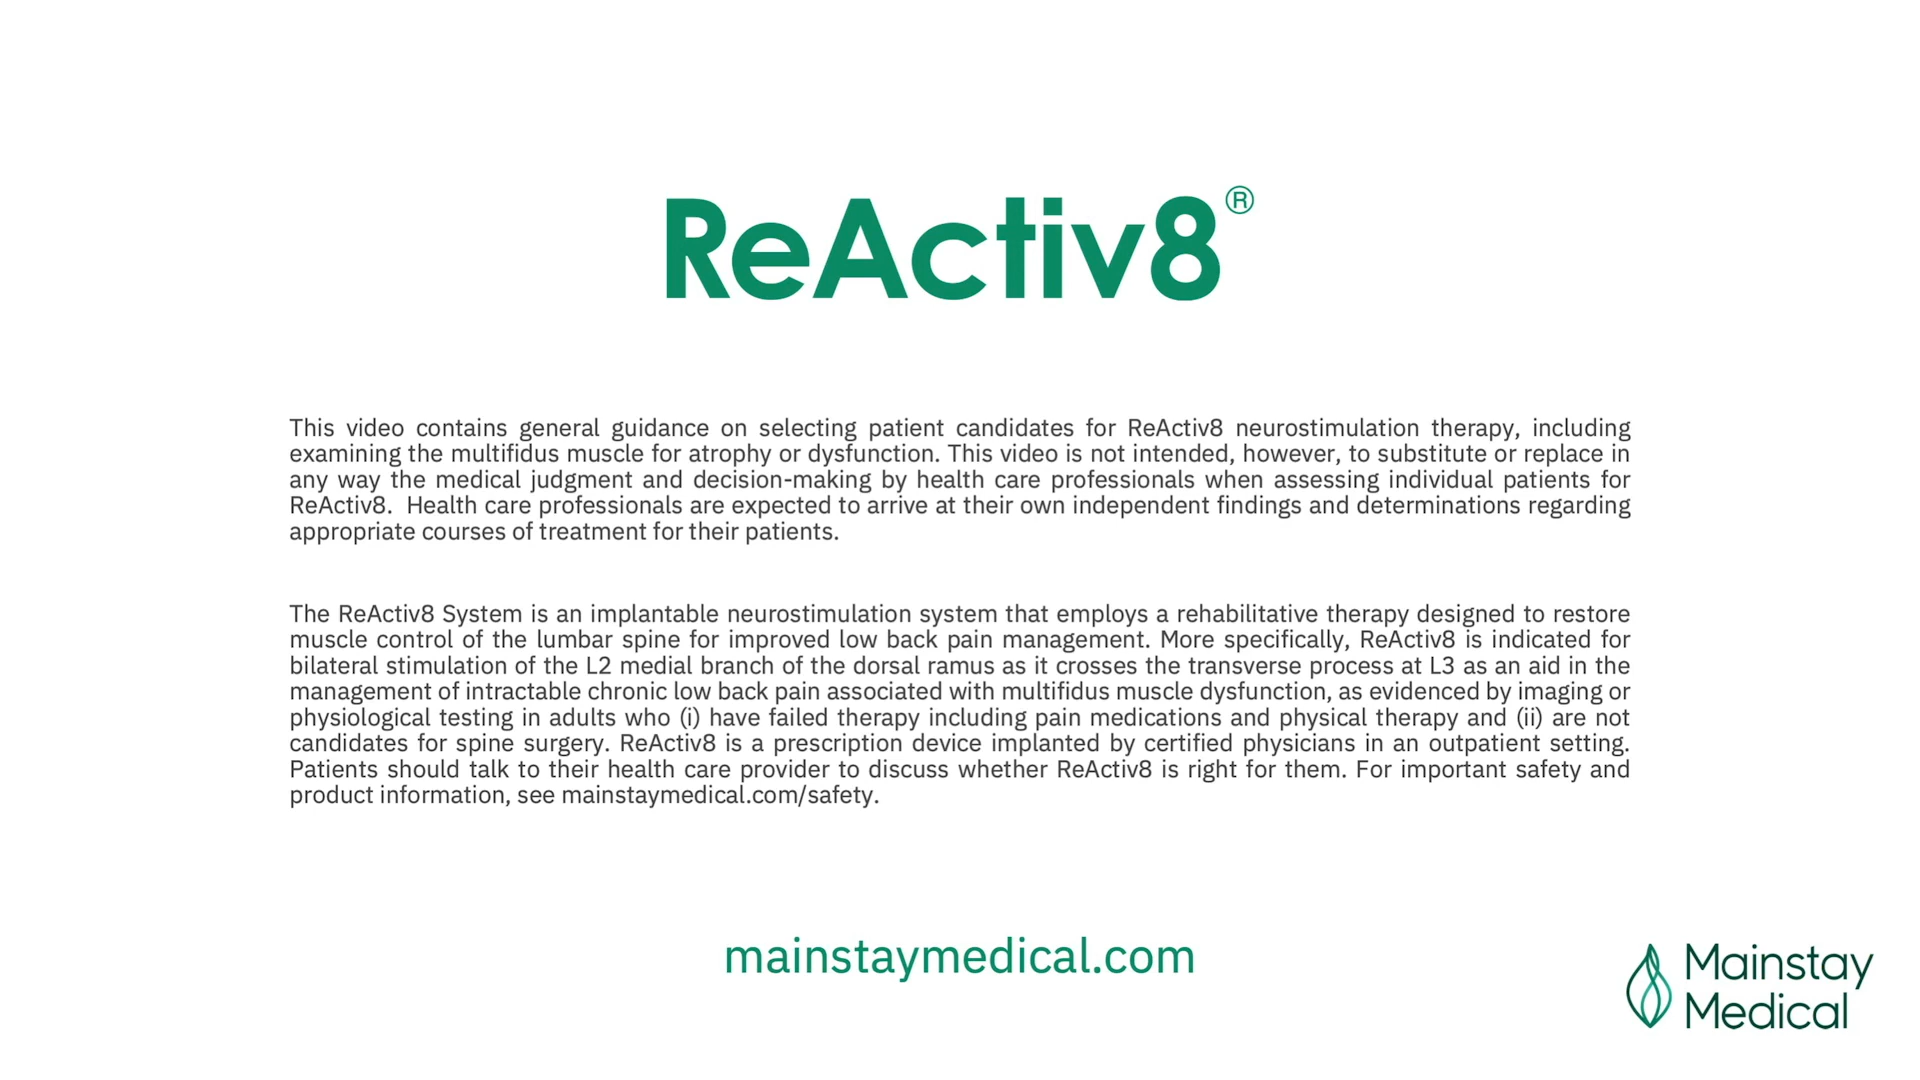 ReActiv8®
This video contains general guidance on selecting patient candidates for ReActiv8 neurostimulation therapy, including
examining the multifidus muscle for atrophy or dysfunction. This video is not intended, however, to substitute or replace in
any way the medical judgment and decision-making by health care professionals when assessing individual patients for
ReActiv8.  Health care professionals are expected to arrive at their own independent findings and determinations regarding
appropriate courses of treatment for their patients.
The ReActiv8 System is an implantable neurostimulation system that employs a rehabilitative therapy designed to restore
muscle control of the lumbar spine for improved low back pain management. More specifically, ReActiv8 is indicated for
bilateral stimulation of the L2 medial branch of the dorsal ramus as it crosses the transverse process at L3 as an aid in the
management of intractable chronic low back pain associated with multifidus muscle dysfunction, as evidenced by imaging or
physiological testing in adults who (i) have failed therapy including pain medications and physical therapy and (ii) are not
candidates for spine surgery. ReActiv8 is a prescription device implanted by certified physicians in an outpatient setting.
Patients should talk to their health care provider to discuss whether ReActiv8 is right for them. For important safety and
product information, see mainstaymedical.com/safety.
mainstaymedical.com
Mainstay
Medical